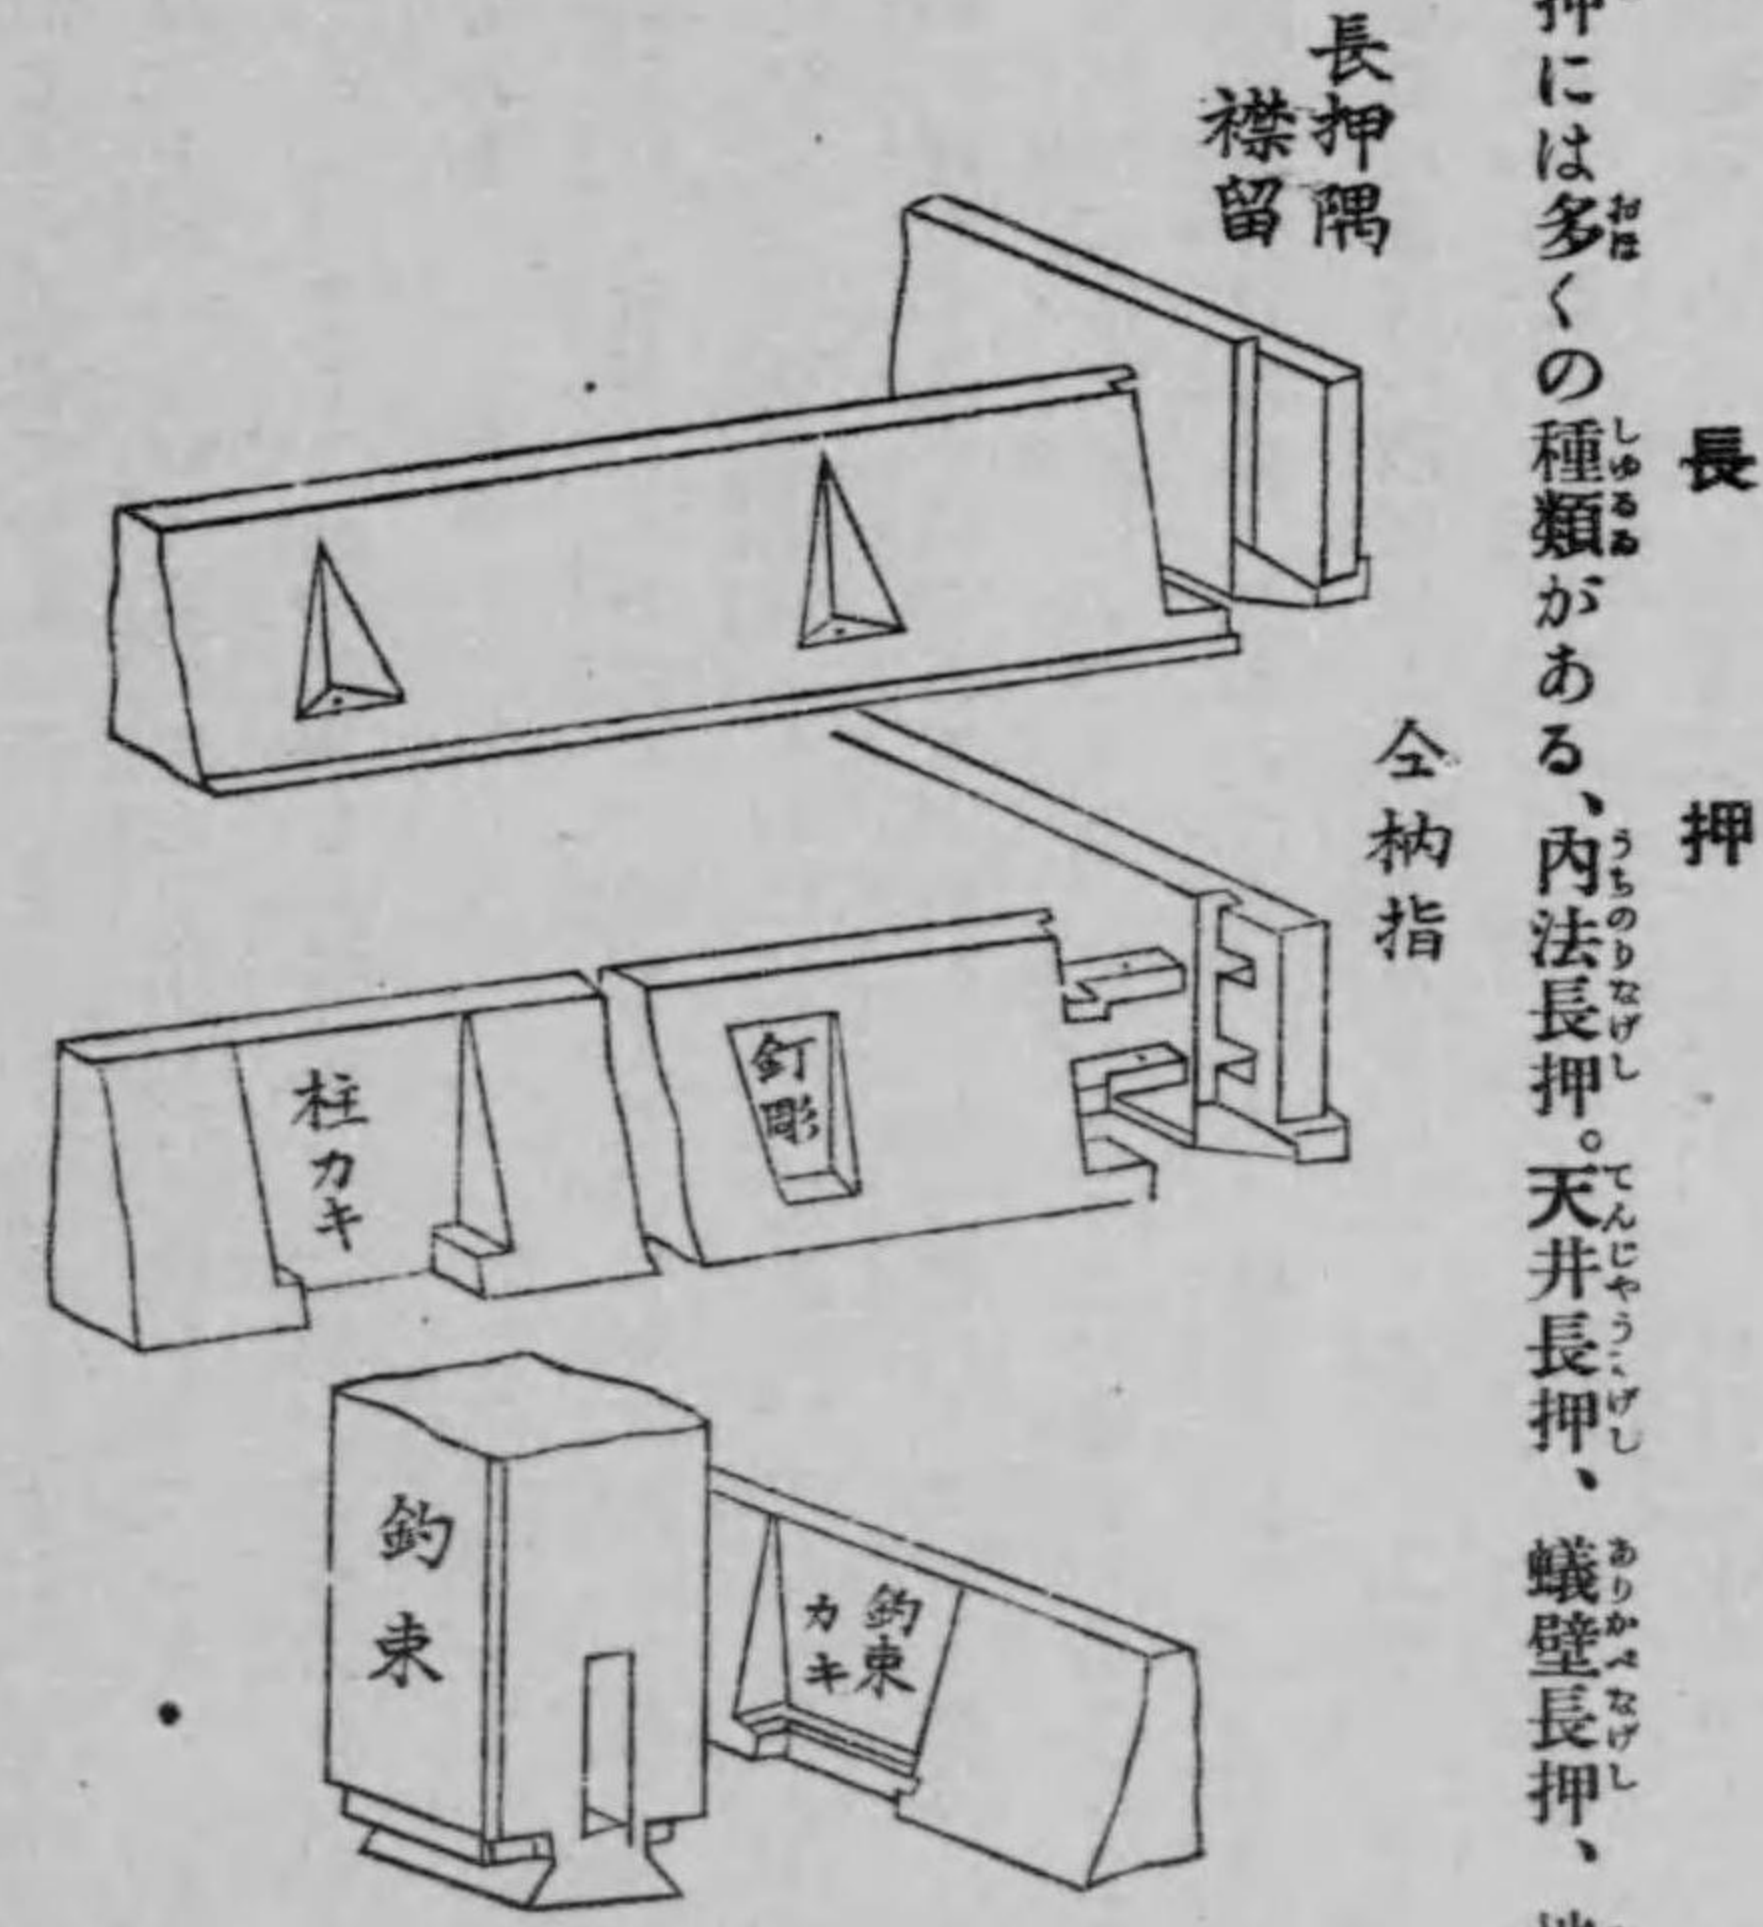 長押
押には多くの種類がある、內法長押。天井長押、蟻壁長押、
長押隅
襟留
仝枘指
釘彫
柱カキ
釣束
カキ
釣束